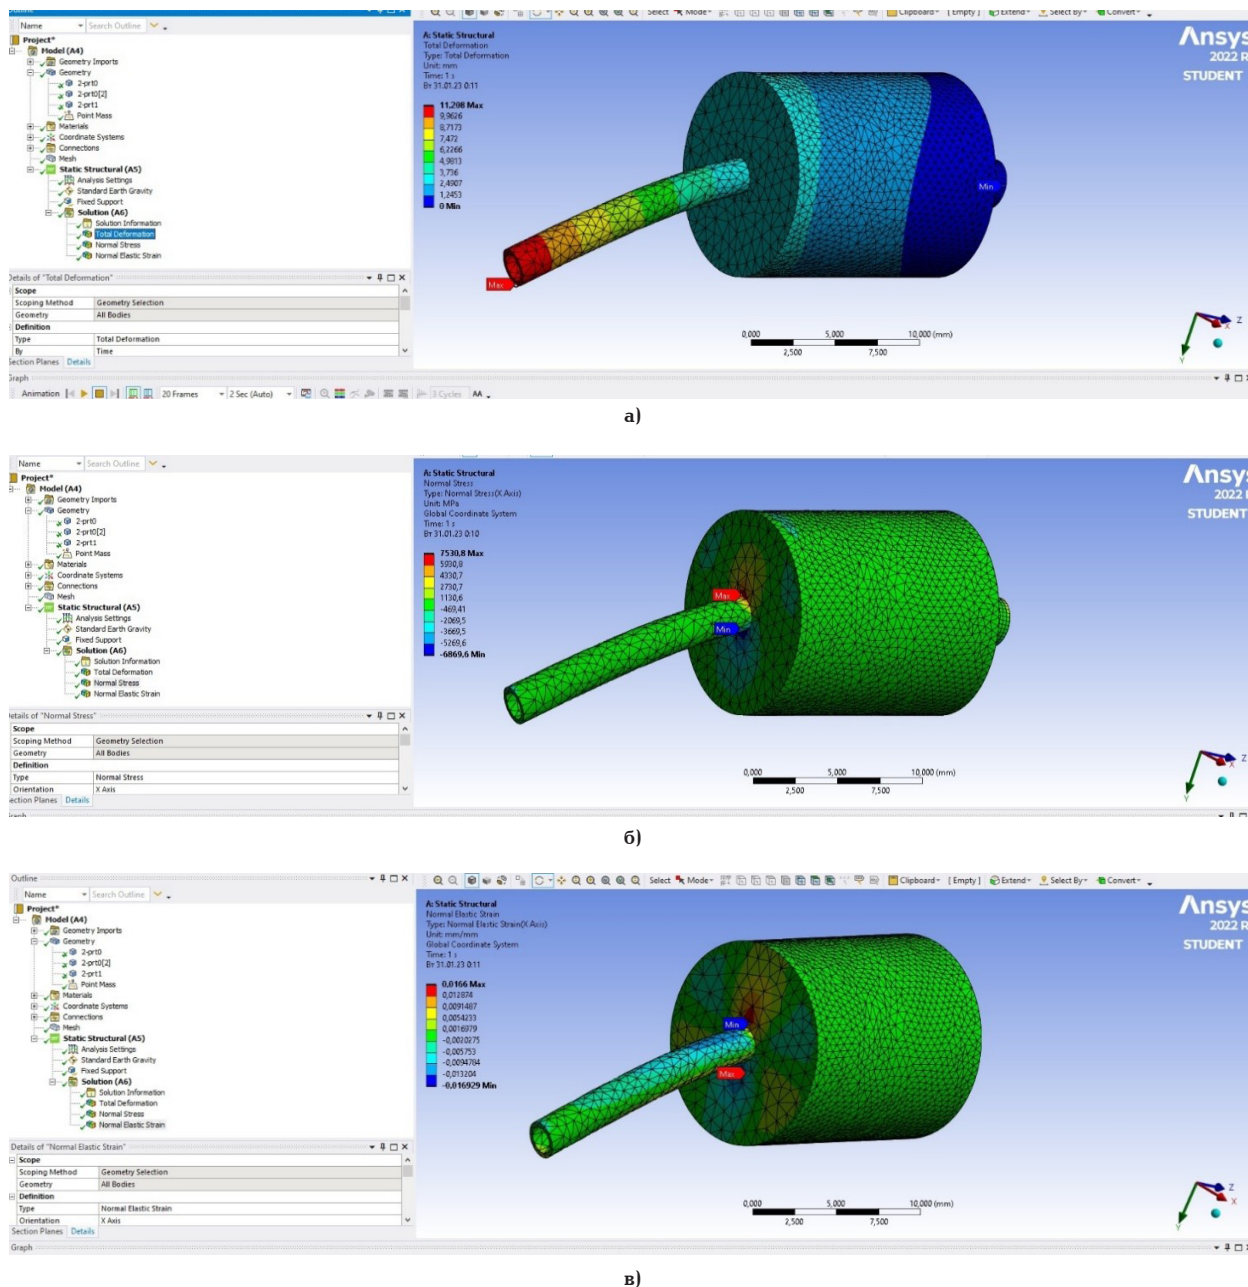 Outline
Name Search Outline
Project*
Model (A4)
Geometry Imports
Geometry
2-prt0
2-prt0[2]
2-prt1
Point Mass
Materials
Coordinate Systems
Connections
Mesh
Static Structural (A5)
Analysis Settings
Standard Earth Gravity
Fixed Support
Solution (A6)
Solution Information
Total Deformation
Normal Stress
Normal Elastic Strain
Details of "Total Deformation"
Scope
Scoping Method Geometry Selection
Geometry All Bodies
Definition
Type Total Deformation
By Time
Section Planes Details
Graph
Animation 20 Frames 2 Sec (Auto) 3 Cycles
Select Mode Clipboard [ Empty ] Extend Select By Convert
A: Static Structural
Total Deformation
Type: Total Deformation
Unit: mm
Time: 1 s
Вт 31.01.23 0:11
11,208 Max
9,9626
8,7173
7,472
6,2266
4,9813
3,736
2,4907
1,2453
0 Min
Max
Min
Ansys
2022 R
STUDENT
0,000 5,000 10,000 (mm)
2,500 7,500
Z
X
Y
а)
Name Search Outline
Project*
Model (A4)
Geometry Imports
Geometry
2-prt0
2-prt0[2]
2-prt1
Point Mass
Materials
Coordinate Systems
Connections
Mesh
Static Structural (A5)
Analysis Settings
Standard Earth Gravity
Fixed Support
Solution (A6)
Solution Information
Total Deformation
Normal Stress
Normal Elastic Strain
Details of "Normal Stress"
Scope
Scoping Method Geometry Selection
Geometry All Bodies
Definition
Type Normal Stress
Orientation X Axis
Section Planes Details
Graph
A: Static Structural
Normal Stress
Type: Normal Stress(X Axis)
Unit: MPa
Global Coordinate System
Time: 1 s
Вт 31.01.23 0:10
7530,8 Max
5930,8
4330,7
2730,7
1130,6
-469,41
-2069,5
-3669,5
-5269,6
-6869,6 Min
Max
Min
Ansys
2022
STUDENT
0,000 5,000 10,000 (mm)
2,500 7,500
Z
X
Y
б)
Outline
Name Search Outline
Project*
Model (A4)
Geometry Imports
Geometry
2-prt0
2-prt0[2]
2-prt1
Point Mass
Materials
Coordinate Systems
Connections
Mesh
Static Structural (A5)
Analysis Settings
Standard Earth Gravity
Fixed Support
Solution (A6)
Solution Information
Total Deformation
Normal Stress
Normal Elastic Strain
Details of "Normal Elastic Strain"
Scope
Scoping Method Geometry Selection
Geometry All Bodies
Definition
Type Normal Elastic Strain
Orientation X Axis
Section Planes Details
Graph
Select Mode Clipboard [ Empty ] Extend Select By Convert
A: Static Structural
Normal Elastic Strain
Type: Normal Elastic Strain(X Axis)
Unit: mm/mm
Global Coordinate System
Time: 1 s
Вт 31.01.23 0:11
0,0166 Max
0,012874
0,0091487
0,0054233
0,0016979
-0,0020275
-0,005753
-0,0094784
-0,013204
-0,016929 Min
Min
Max
Ansys
2022 R
STUDENT
0,000 5,000 10,000 (mm)
2,500 7,500
Z
X
Y
в)